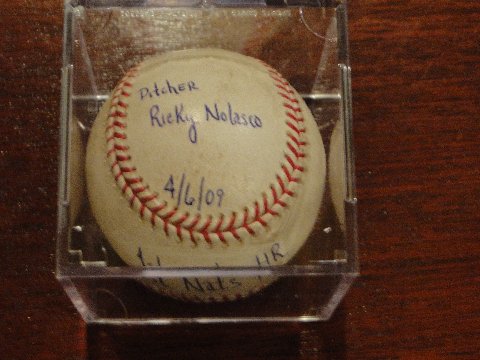 Pitcher
Ricky Nolasco
4/6/09
HR
Nats